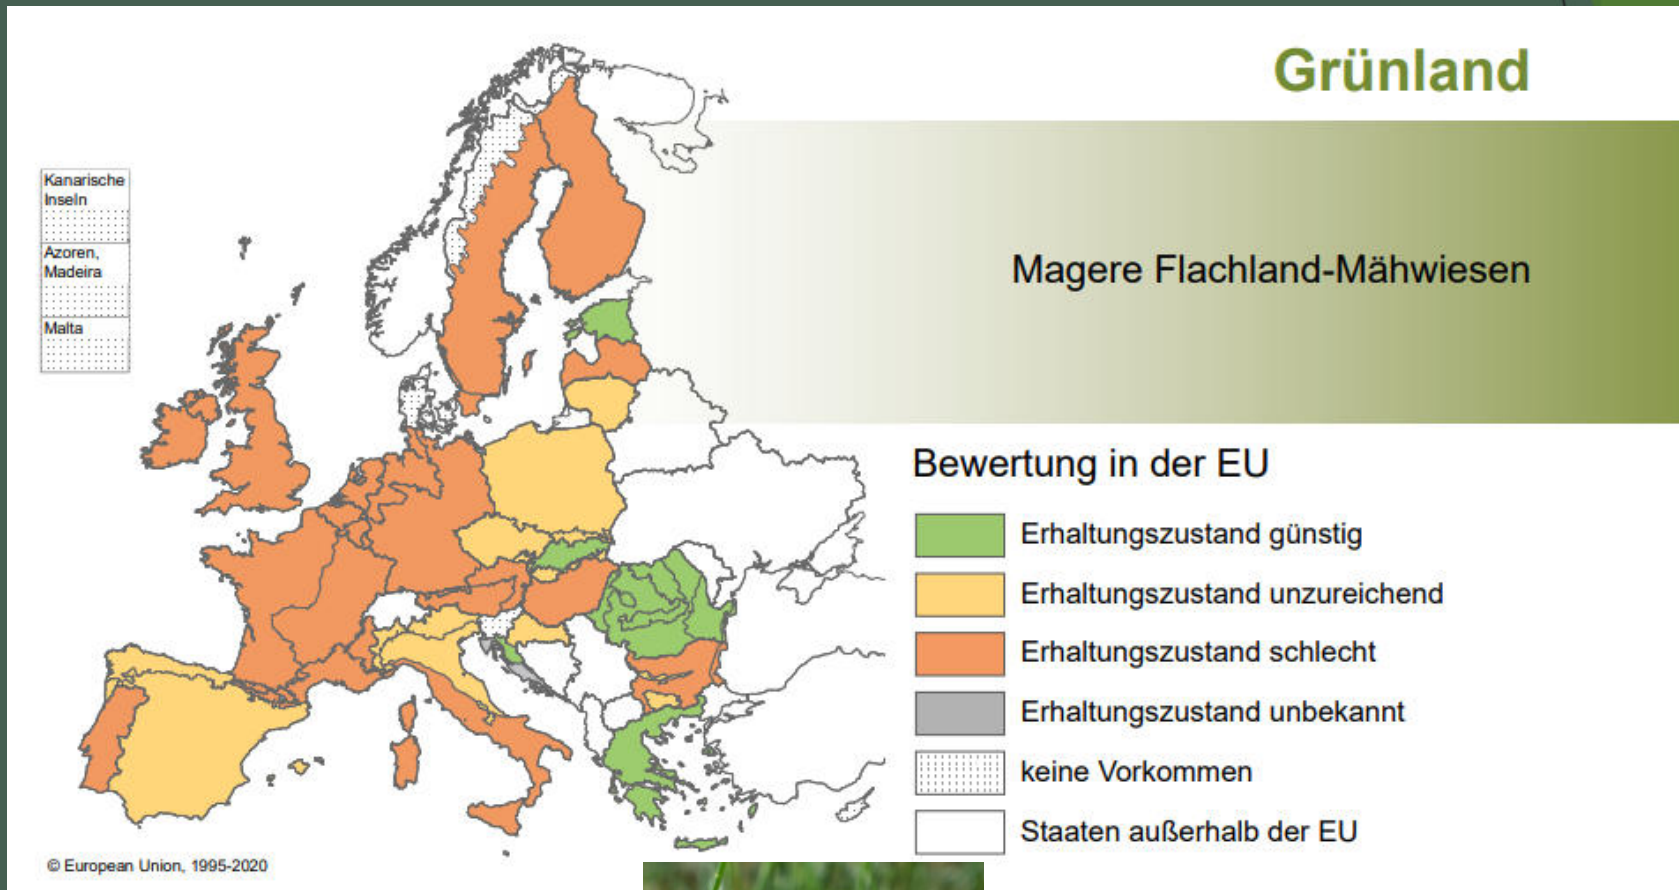 Grünland
Kanarische
Inseln
Azoren,
Madeira
Malta
Magere Flachland-Mähwiesen
Bewertung in der EU
Erhaltungszustand günstig
Erhaltungszustand unzureichend
Erhaltungszustand schlecht
Erhaltungszustand unbekannt
keine Vorkommen
Staaten außerhalb der EU
© European Union, 1995-2020